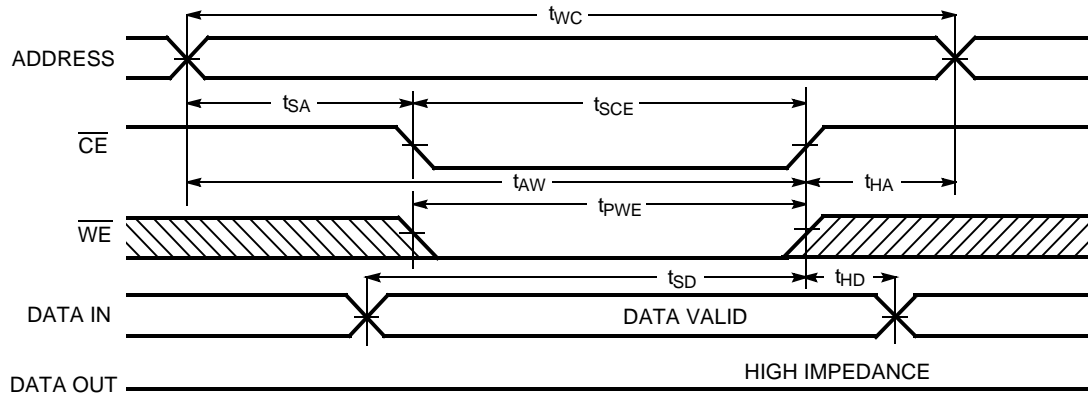 tWC
ADDRESS
tSA
tSCE
CE
tAW
tHA
tPWE
WE
tSD
tHD
DATA IN
DATA VALID
HIGH IMPEDANCE
DATA OUT